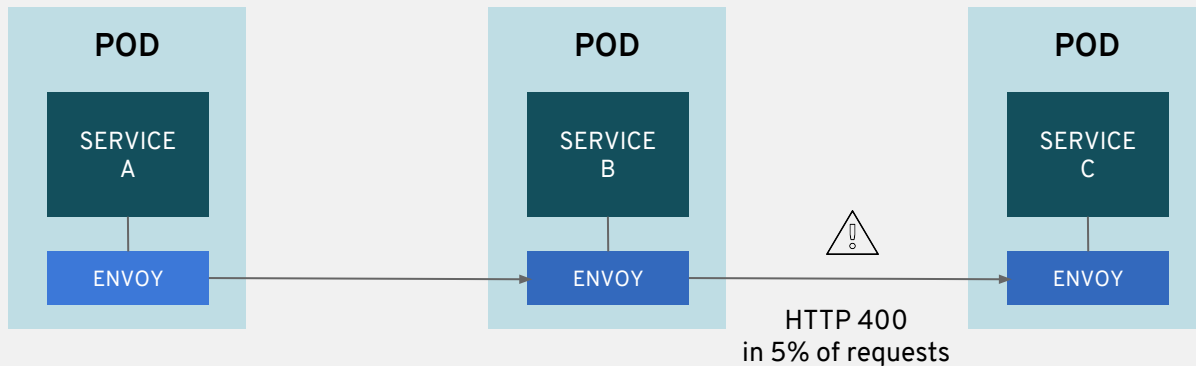 POD
SERVICE
A
ENVOY
POD
SERVICE
B
ENVOY
HTTP 400
in 5% of requests
POD
SERVICE
C
ENVOY